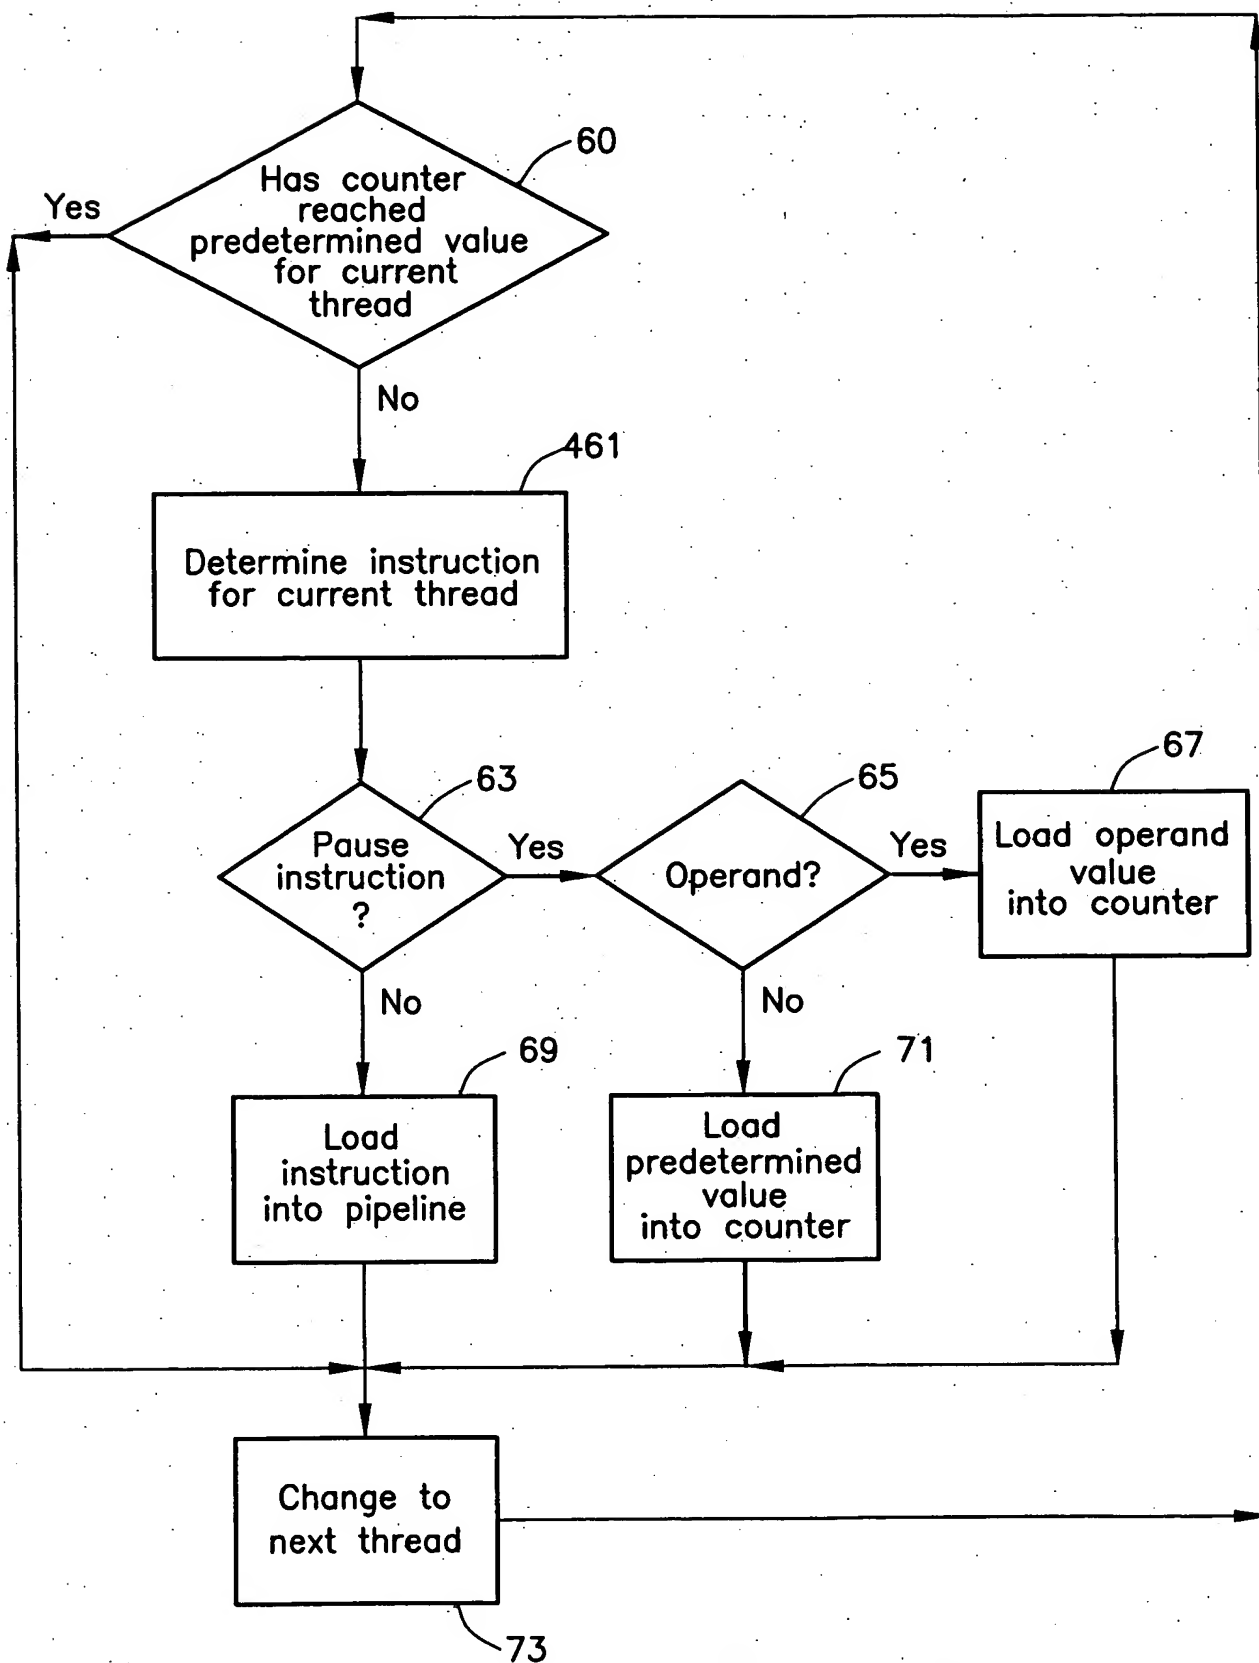 60
Has counter
reached
predetermined value
for current
thread
Yes
No
461
Determine instruction
for current thread
63
Pause
instruction
?
Yes
No
65
Operand?
Yes
No
67
Load operand
value
into counter
69
Load
instruction
into pipeline
71
Load
predetermined
value
into counter
Change to
next thread
73